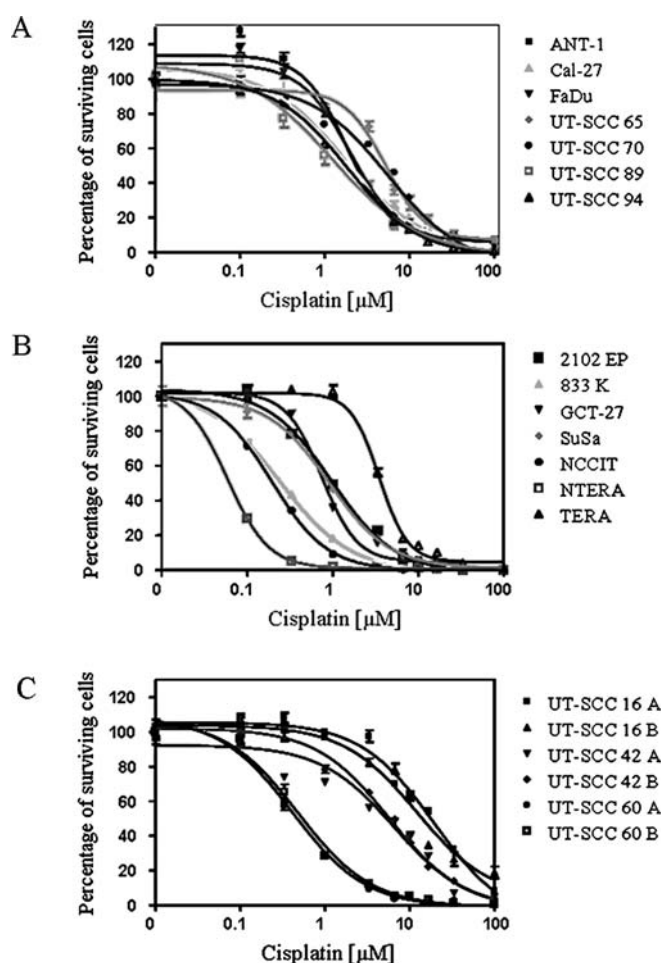 A
Percentage of surviving cells
120
100
80
60
40
20
0
0 0.1 1 10 100
Cisplatin [µM]
ANT-1
Cal-27
FaDu
UT-SCC 65
UT-SCC 70
UT-SCC 89
UT-SCC 94
B
Percentage of surviving cells
120
100
80
60
40
20
0
0 0.1 1 10 100
Cisplatin [µM]
2102 EP
833 K
GCT-27
SuSa
NCCIT
NTERA
TERA
C
Percentage of surviving cells
120
100
80
60
40
20
0
0 0.1 1 10 100
Cisplatin [µM]
UT-SCC 16 A
UT-SCC 16 B
UT-SCC 42 A
UT-SCC 42 B
UT-SCC 60 A
UT-SCC 60 B